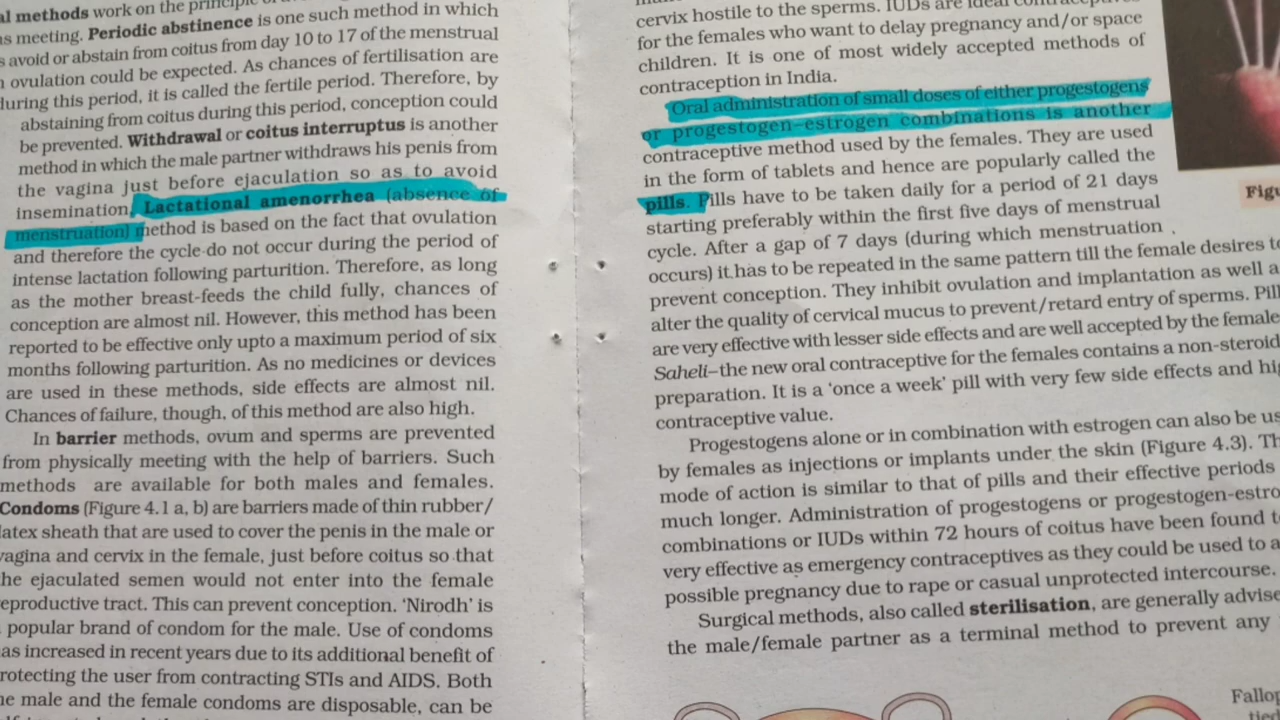 al methods work on the principle of
s meeting. Periodic abstinence is one such method in which
s avoid or abstain from coitus from day 10 to 17 of the menstrual
ovulation could be expected. As chances of fertilisation are
during this period, it is called the fertile period. Therefore, by
abstaining from coitus during this period, conception could
be prevented. Withdrawal or coitus interruptus is another
method in which the male partner withdraws his penis from
the vagina just before ejaculation so as to avoid
insemination. Lactational amenorrhea (absence of
menstruation) method is based on the fact that ovulation
and therefore the cycle do not occur during the period of
intense lactation following parturition. Therefore, as long
as the mother breast-feeds the child fully, chances of
conception are almost nil. However, this method has been
reported to be effective only upto a maximum period of six
months following parturition. As no medicines or devices
are used in these methods, side effects are almost nil.
Chances of failure, though, of this method are also high.
In barrier methods, ovum and sperms are prevented
from physically meeting with the help of barriers. Such
methods are available for both males and females.
Condoms (Figure 4.1 a, b) are barriers made of thin rubber/
latex sheath that are used to cover the penis in the male or
vagina and cervix in the female, just before coitus so that
he ejaculated semen would not enter into the female
eproductive tract. This can prevent conception. 'Nirodh' is
popular brand of condom for the male. Use of condoms
as increased in recent years due to its additional benefit of
rotecting the user from contracting STIs and AIDS. Both
e male and the female condoms are disposable, can be
cervix hostile to the sperms. IUDs are ideal contraceptives
for the females who want to delay pregnancy and/or space
children. It is one of most widely accepted methods of
contraception in India.
Oral administration of small doses of either progestogens
or progestogen–estrogen combinations is another
contraceptive method used by the females. They are used
in the form of tablets and hence are popularly called the
pills. Pills have to be taken daily for a period of 21 days
starting preferably within the first five days of menstrual
cycle. After a gap of 7 days (during which menstruation
occurs) it has to be repeated in the same pattern till the female desires to
prevent conception. They inhibit ovulation and implantation as well a
alter the quality of cervical mucus to prevent/retard entry of sperms. Pill
are very effective with lesser side effects and are well accepted by the female
Saheli–the new oral contraceptive for the females contains a non-steroid
preparation. It is a 'once a week' pill with very few side effects and hig
contraceptive value.
Progestogens alone or in combination with estrogen can also be us
by females as injections or implants under the skin (Figure 4.3). Th
mode of action is similar to that of pills and their effective periods
much longer. Administration of progestogens or progestogen-estro
combinations or IUDs within 72 hours of coitus have been found t
very effective as emergency contraceptives as they could be used to a
possible pregnancy due to rape or casual unprotected intercourse.
Surgical methods, also called sterilisation, are generally advise
the male/female partner as a terminal method to prevent any
Figu
Fallop
tied